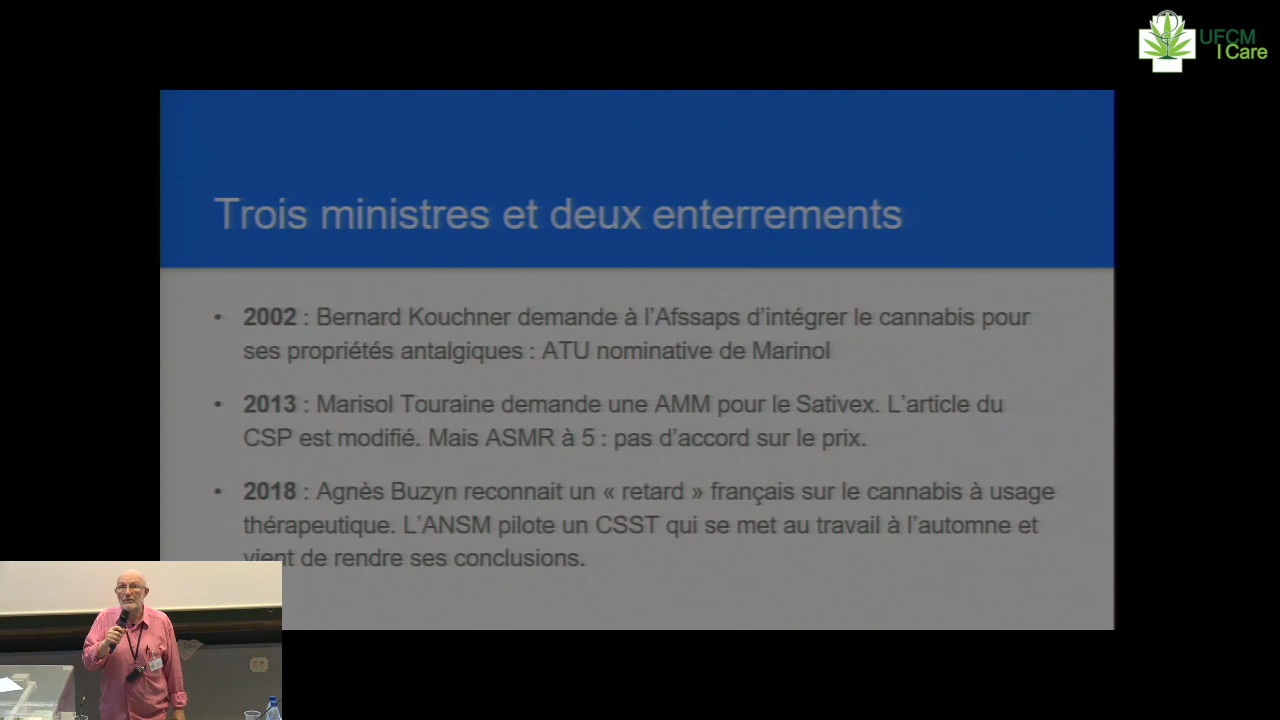 UFCM
I Care
Trois ministres et deux enterrements
• 2002 : Bernard Kouchner demande à l’Afssaps d’intégrer le cannabis pour
ses propriétés antalgiques : ATU nominative de Marinol
• 2013 : Marisol Touraine demande une AMM pour le Sativex. L’article du
CSP est modifié. Mais ASMR à 5 : pas d’accord sur le prix.
• 2018 : Agnès Buzyn reconnait un « retard » français sur le cannabis à usage
thérapeutique. L’ANSM pilote un CSST qui se met au travail à l’automne et
vient de rendre ses conclusions.